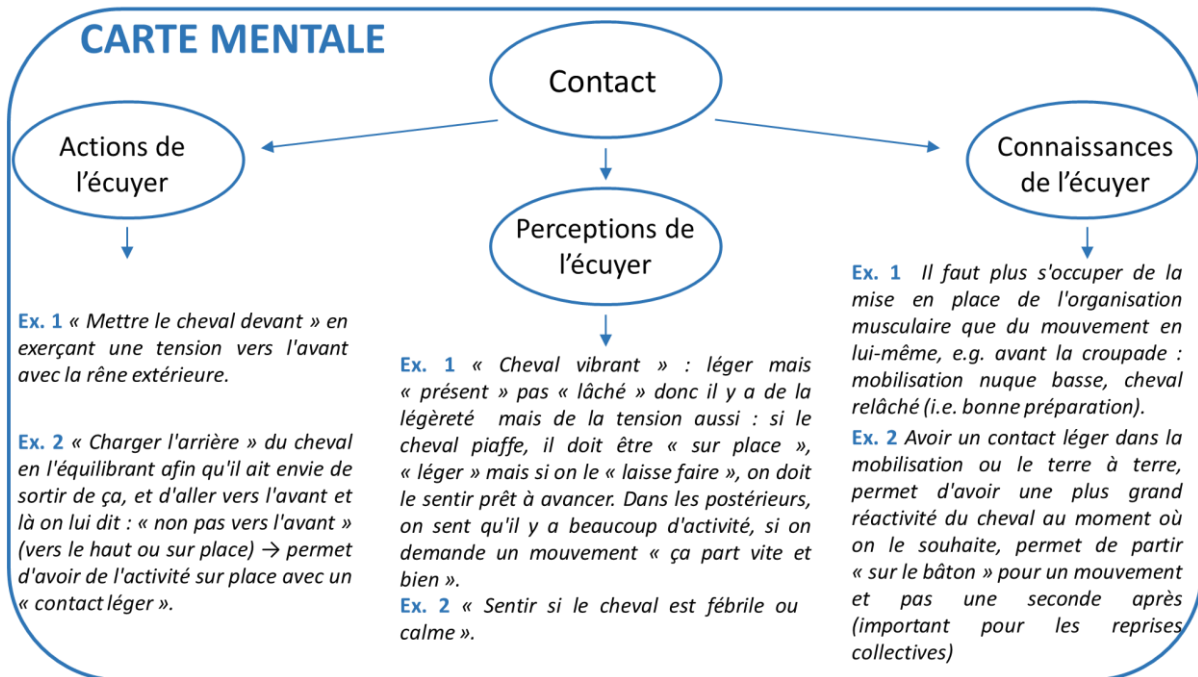 CARTE MENTALE
Contact
Actions de
l'écuyer
Perceptions de
l'écuyer
Connaissances
de l'écuyer
Ex. 1 « Mettre le cheval devant » en
exerçant une tension vers l'avant
avec la rêne extérieure.
Ex. 2 « Charger l'arrière » du cheval
en l'équilibrant afin qu'il ait envie de
sortir de ça, et d'aller vers l'avant et
là on lui dit : « non pas vers l'avant »
(vers le haut ou sur place) → permet
d'avoir de l'activité sur place avec un
« contact léger ».
Ex. 1 « Cheval vibrant » : léger mais
« présent » pas « lâché » donc il y a de la
légèreté mais de la tension aussi : si le
cheval piaffe, il doit être « sur place »,
« léger » mais si on le « laisse faire », on doit
le sentir prêt à avancer. Dans les postérieurs,
on sent qu'il y a beaucoup d'activité, si on
demande un mouvement « ça part vite et
bien ».
Ex. 2 « Sentir si le cheval est fébrile ou
calme ».
Ex. 1 Il faut plus s'occuper de la
mise en place de l'organisation
musculaire que du mouvement en
lui-même, e.g. avant la croupade :
mobilisation nuque basse, cheval
relâché (i.e. bonne préparation).
Ex. 2 Avoir un contact léger dans la
mobilisation ou le terre à terre,
permet d'avoir une plus grand
réactivité du cheval au moment où
on le souhaite, permet de partir
« sur le bâton » pour un mouvement
et pas une seconde après
(important pour les reprises
collectives)